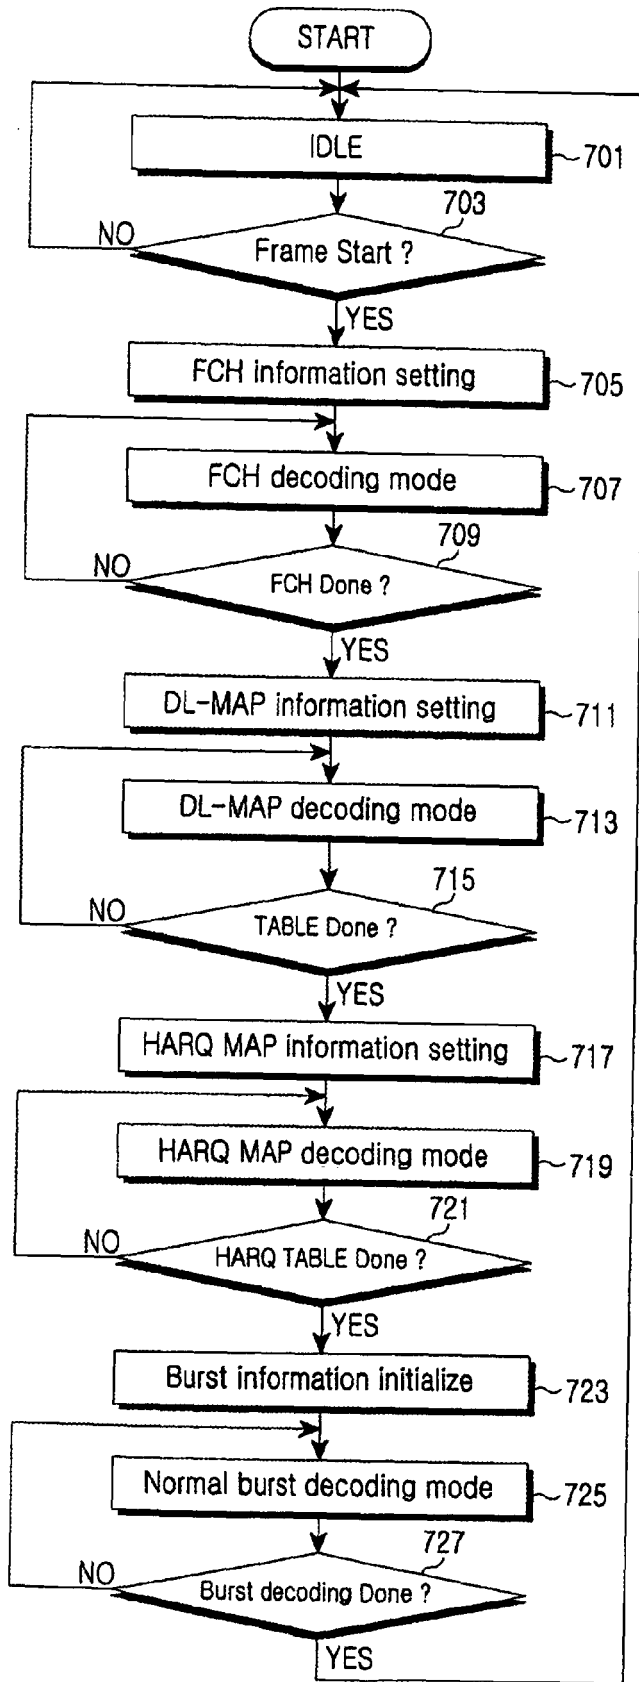 START
IDLE
701
703
Frame Start ?
NO
YES
FCH information setting
705
FCH decoding mode
707
709
FCH Done ?
NO
YES
DL-MAP information setting
711
DL-MAP decoding mode
713
715
TABLE Done ?
NO
YES
HARQ MAP information setting
717
HARQ MAP decoding mode
719
721
HARQ TABLE Done ?
NO
YES
Burst information initialize
723
Normal burst decoding mode
725
727
Burst decoding Done ?
NO
YES